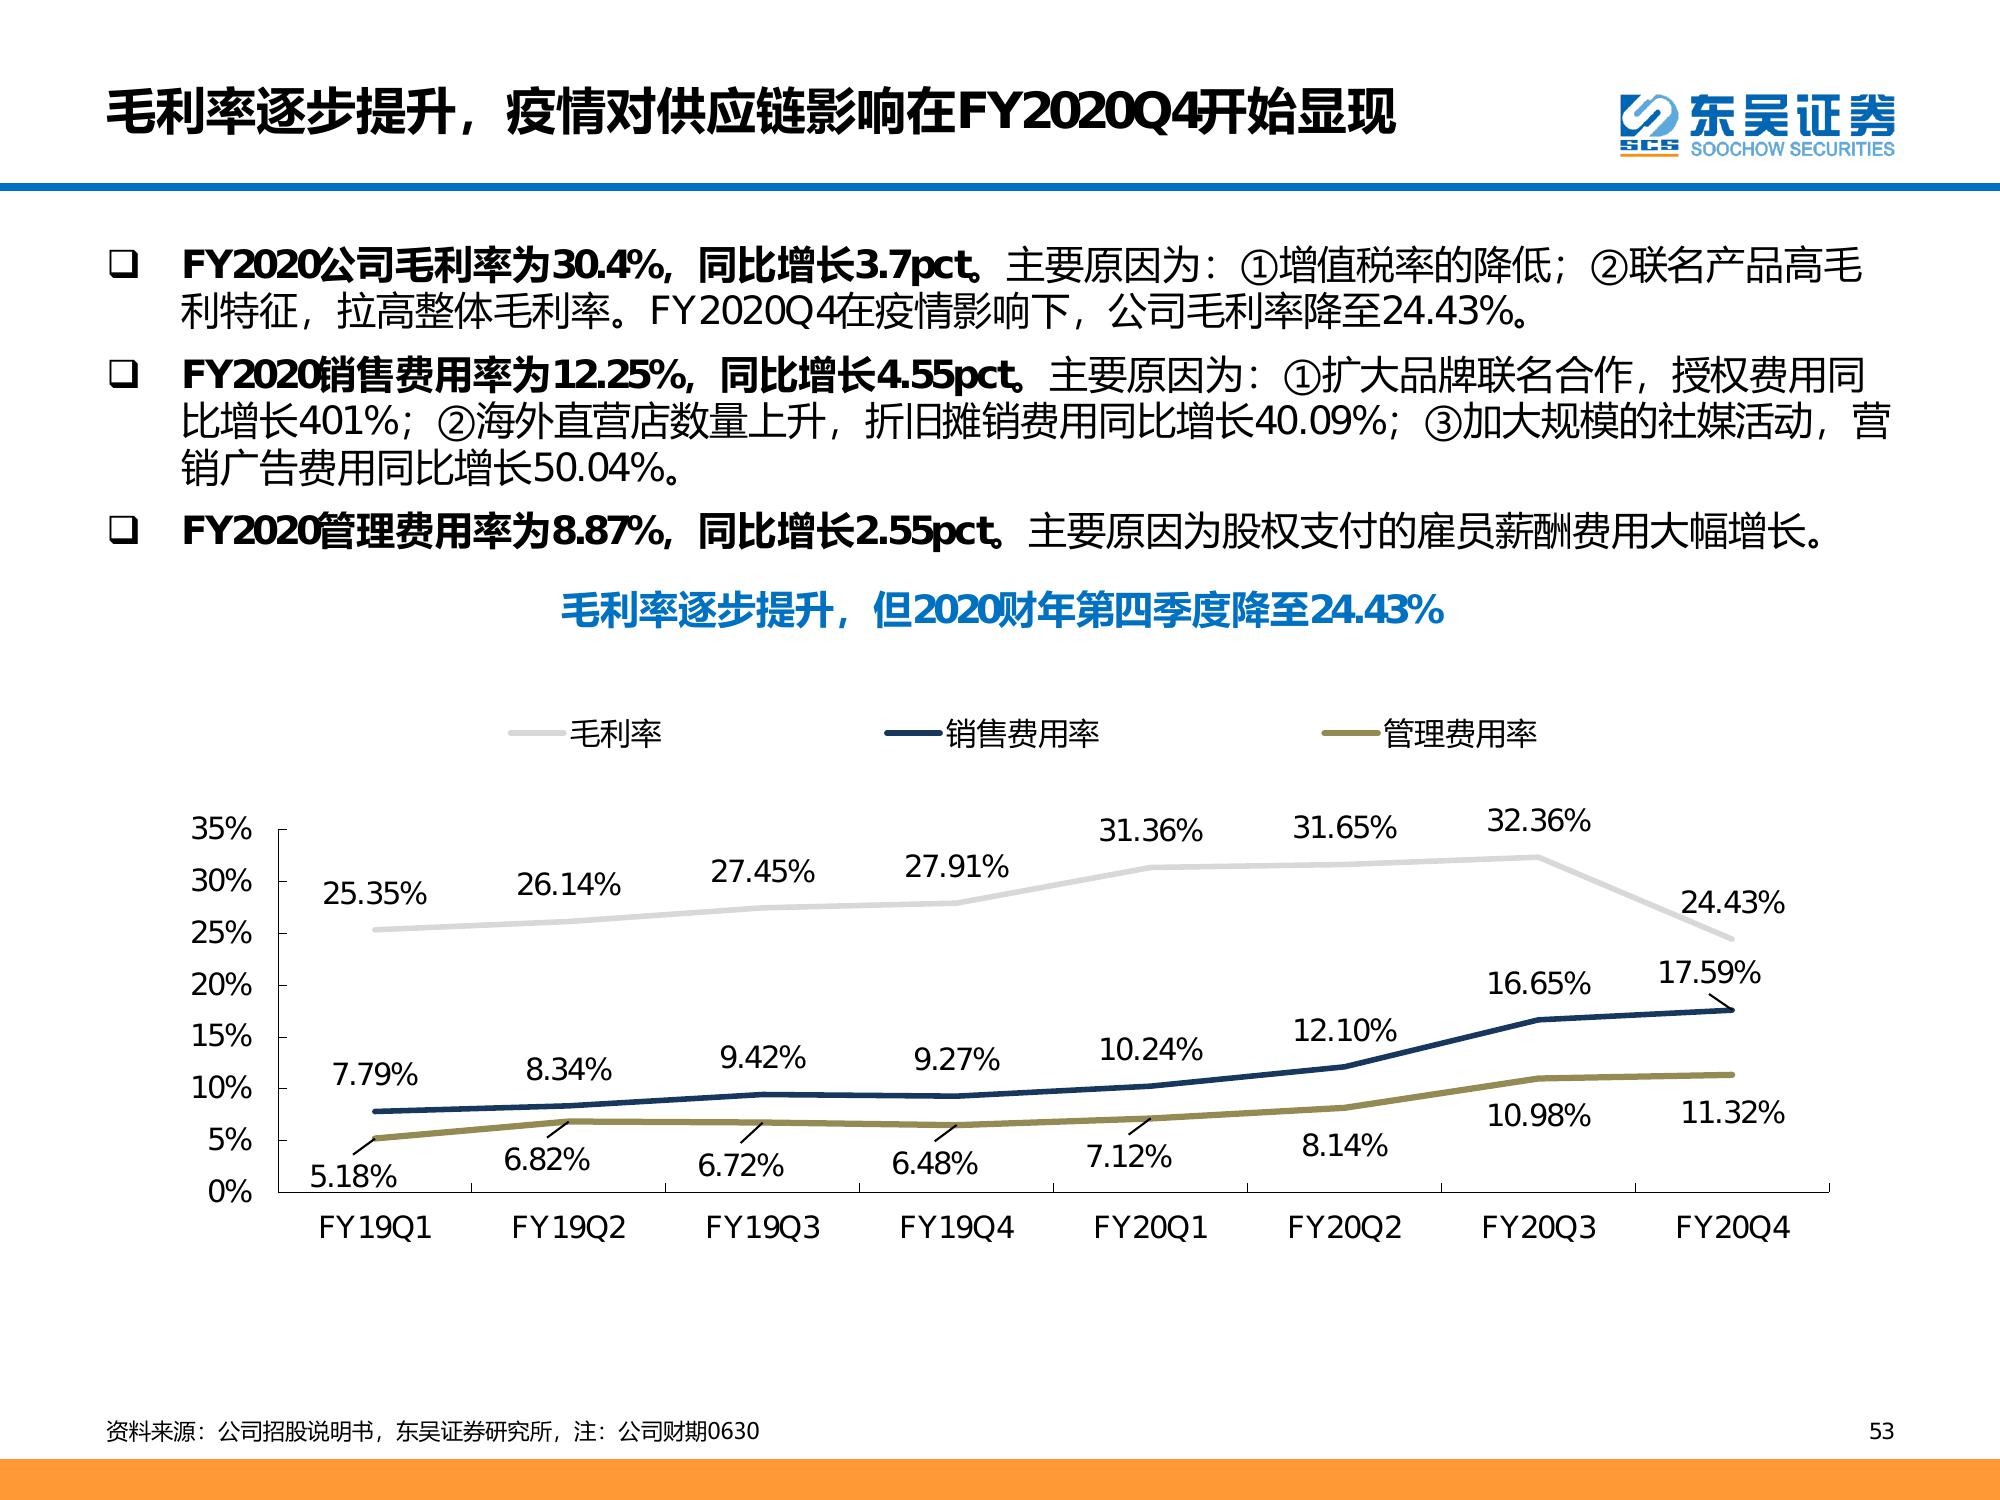 毛利率逐步提升，疫情对供应链影响在FY2020Q4开始显现
东吴证券
SCS
SOOCHOW SECURITIES
FY2020公司毛利率为30.4%，同比增长3.7pct。主要原因为：①增值税率的降低；②联名产品高毛
利特征，拉高整体毛利率。FY2020Q4在疫情影响下，公司毛利率降至24.43%。
FY2020销售费用率为12.25%，同比增长4.55pct。主要原因为：①扩大品牌联名合作，授权费用同
比增长401%；②海外直营店数量上升，折旧摊销费用同比增长40.09%；③加大规模的社媒活动，营
销广告费用同比增长50.04%。
FY2020管理费用率为8.87%，同比增长2.55pct。主要原因为股权支付的雇员薪酬费用大幅增长。
毛利率逐步提升，但2020财年第四季度降至24.43%
毛利率 销售费用率 管理费用率
35%
30%
25%
20%
15%
10%
5%
0%
25.35% 26.14% 27.45% 27.91% 31.36% 31.65% 32.36% 24.43%
7.79% 8.34% 9.42% 9.27% 10.24% 12.10% 16.65% 17.59%
5.18% 6.82% 6.72% 6.48% 7.12% 8.14% 10.98% 11.32%
FY19Q1 FY19Q2 FY19Q3 FY19Q4 FY20Q1 FY20Q2 FY20Q3 FY20Q4
资料来源：公司招股说明书，东吴证券研究所，注：公司财期0630
53